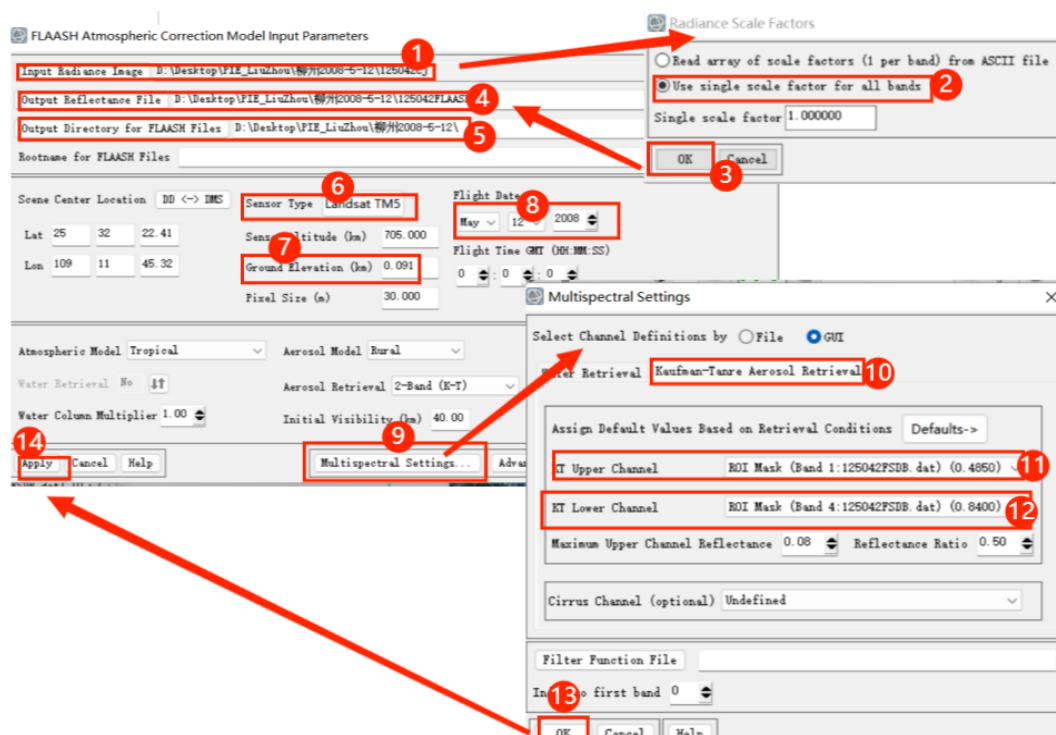 FLAASH Atmospheric Correction Model Input Parameters
1
Input Radiance Image D:\Desktop\PIE_LiuZhou\柳州2008-5-12\125042
4
Output Reflectance File D:\Desktop\PIE_LiuZhou\柳州2008-5-12\125042FLAASH
Output Directory for FLAASH Files D:\Desktop\PIE_LiuZhou\柳州2008-5-12\
5
Rootname for FLAASH Files
Scene Center Location DD <-> DMS
Lat 25 32 22.41
Lon 109 11 45.32
6
Sensor Type Landsat TM5
7
705.000
Ground Elevation (km) 0.091
Pixel Size (m) 30.000
Flight Date
8
May 12 2008
Flight Time GMT (HH:MM:SS)
0 : 0 : 0
Atmospheric Model Tropical
Aerosol Model Rural
Water Retrieval No
Aerosol Retrieval 2-Band (K-T)
Water Column Multiplier 1.00
Initial Visibility (km) 40.00
14
9
Apply Cancel Help
Multispectral Settings...
Radiance Scale Factors
Read array of scale factors (1 per band) from ASCII file
Use single scale factor for all bands
2
Single scale factor 1.000000
OK Cancel
3
Multispectral Settings
Select Channel Definitions by File GUI
Water Retrieval Kaufman-Tanre Aerosol Retrieval
10
Assign Default Values Based on Retrieval Conditions Defaults->
KT Upper Channel ROI Mask (Band 1:125042FSDB.dat) (0.4850)
11
KT Lower Channel ROI Mask (Band 4:125042FSDB.dat) (0.8400)
12
Maximum Upper Channel Reflectance 0.08 Reflectance Ratio 0.50
Cirrus Channel (optional) Undefined
Filter Function File
first band 0
13
OK Cancel Help